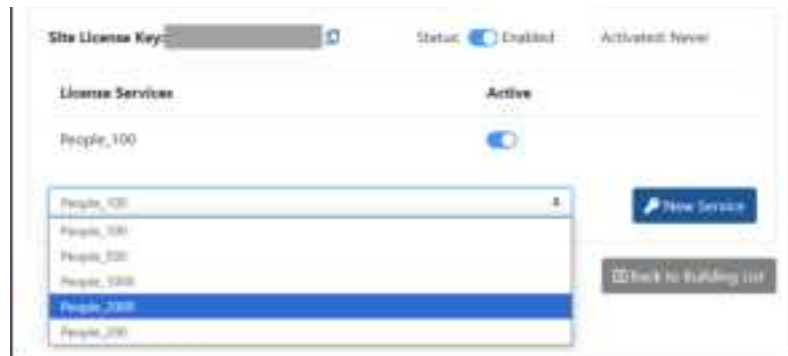 Site License Key:
Status: Enabled
Activated: Never
License Services
Active
People_100
People_100
New Service
People_100
People_500
People_1000
Back to Building List
People_2000
People_200